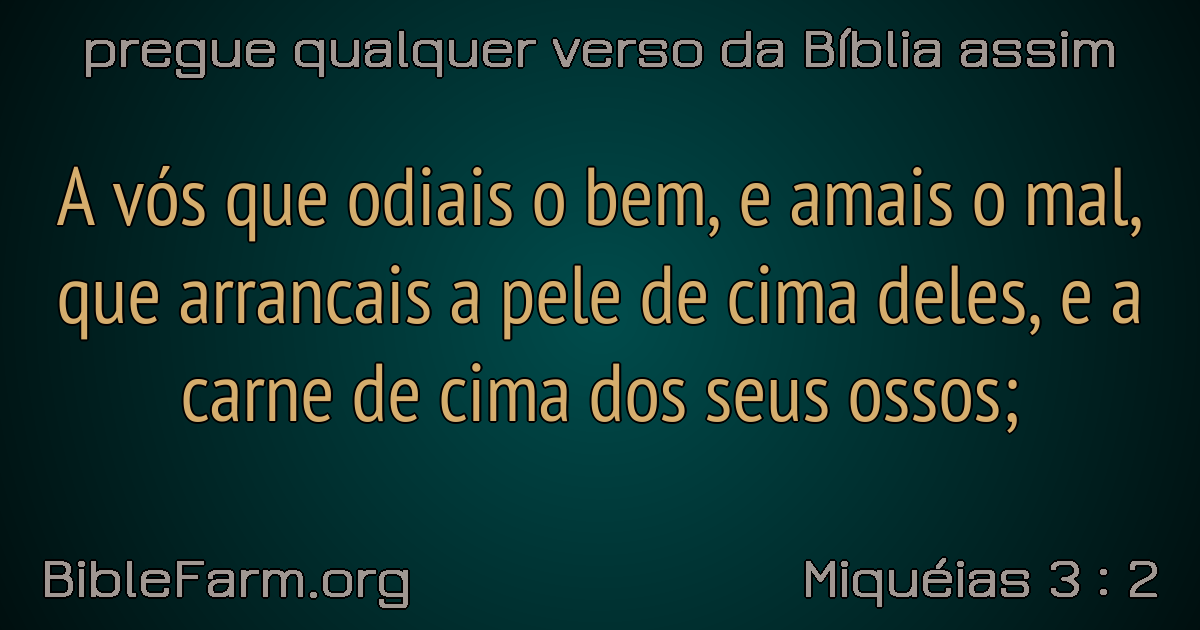 pregue qualquer verso da Bíblia assim
A vós que odiais o bem, e amais o mal,
que arrancais a pele de cima deles, e a
carne de cima dos seus ossos;
BibleFarm.org
Miquéias 3 : 2